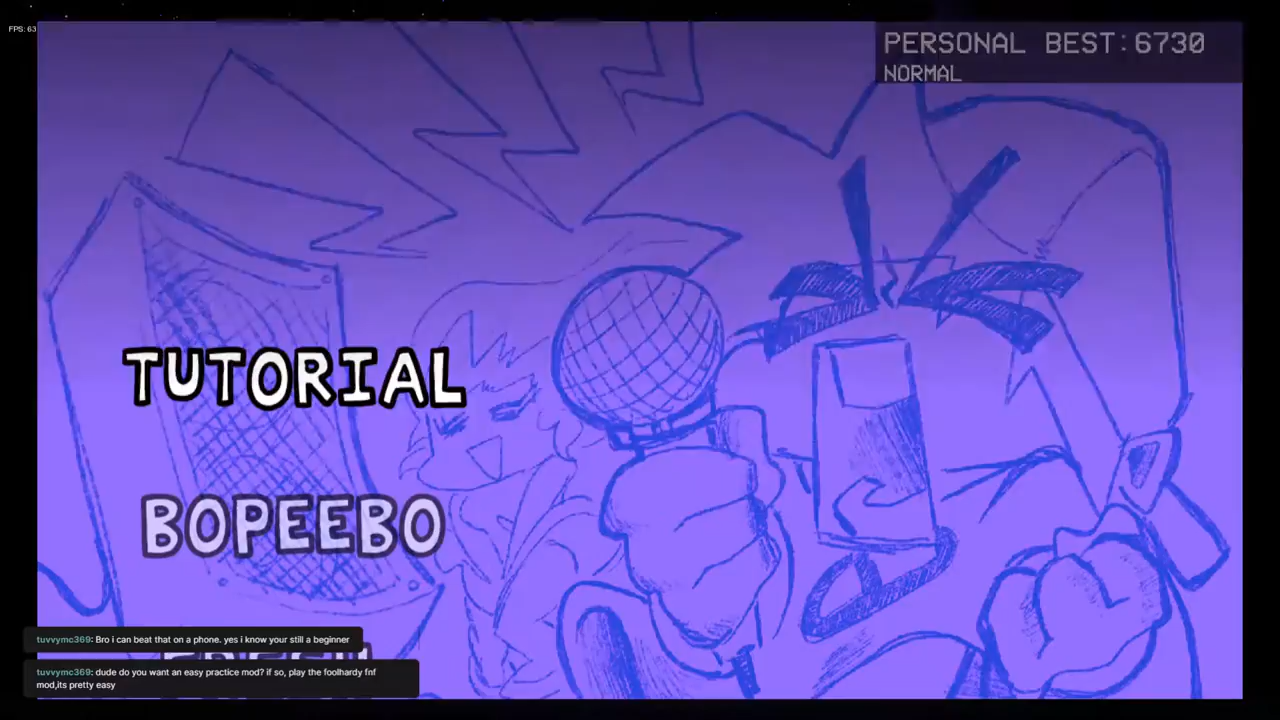 FPS: 63
PERSONAL BEST:6730
NORMAL
TUTORIAL
BOPEEBO
tuvvymc369: Bro i can beat that on a phone. yes i know your still a beginner
tuvvymc369: dude do you want an easy practice mod? if so, play the foolhardy fnf
mod,its pretty easy